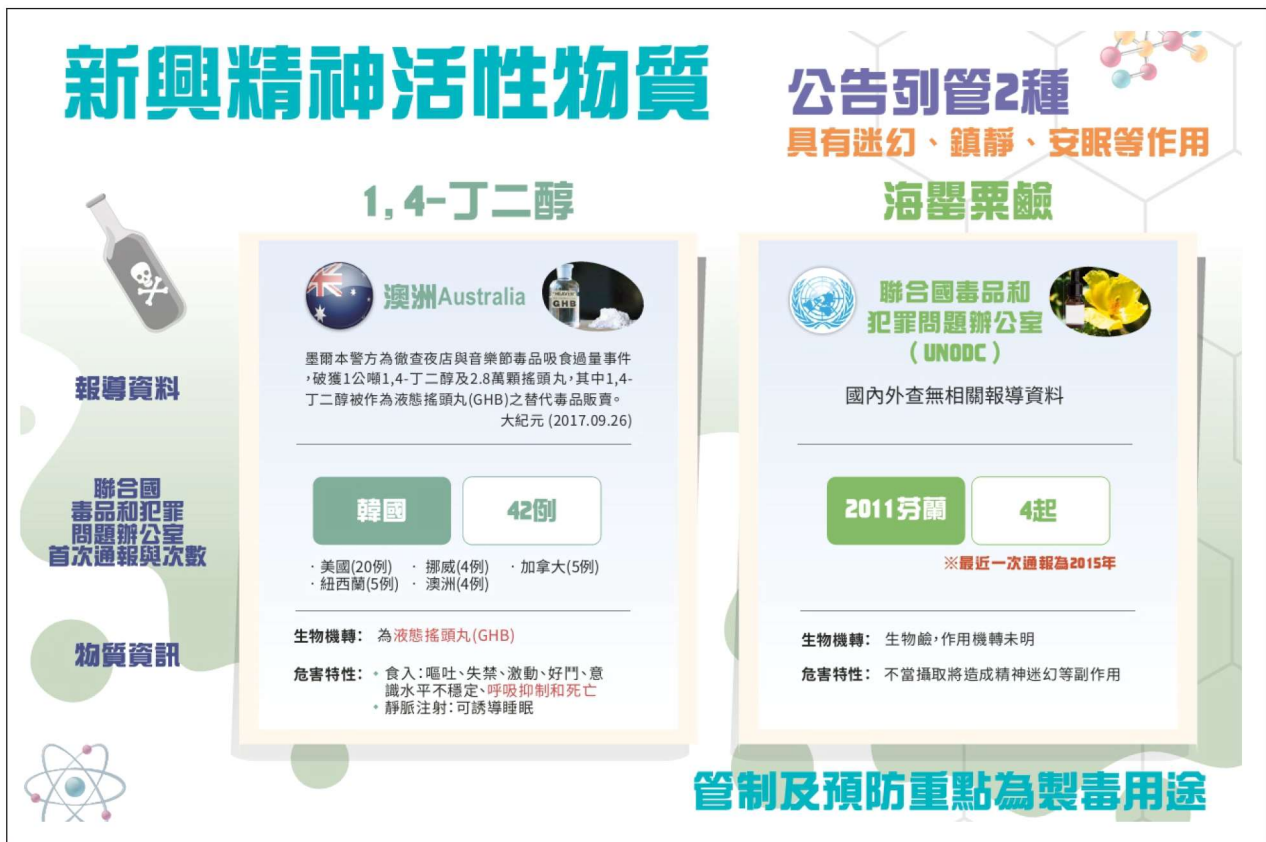 新興精神活性物質
公告列管2種
具有迷幻、鎮靜、安眠等作用
1,4-丁二醇
海罌粟鹼
報導資料
澳洲Australia
HEAVEN
GHB
墨爾本警方為徹查夜店與音樂節毒品吸食過量事件
，破獲1公噸1,4-丁二醇及2.8萬顆搖頭丸，其中1,4-
丁二醇被作為液態搖頭丸(GHB)之替代毒品販賣。
大紀元 (2017.09.26)
聯合國毒品和
犯罪問題辦公室
（UNODC）
國內外查無相關報導資料
聯合國
毒品和犯罪
問題辦公室
首次通報與次數
韓國
42例
·美國(20例) ·挪威(4例) ·加拿大(5例)
·紐西蘭(5例) ·澳洲(4例)
2011芬蘭
4起
※最近一次通報為2015年
物質資訊
生物機轉： 為液態搖頭丸(GHB)
危害特性： •食入：嘔吐、失禁、激動、好鬥、意
識水平不穩定、呼吸抑制和死亡
•靜脈注射：可誘導睡眠
生物機轉： 生物鹼，作用機轉未明
危害特性： 不當攝取將造成精神迷幻等副作用
管制及預防重點為製毒用途